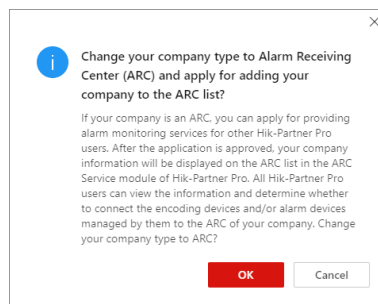 Change your company type to Alarm Receiving
Center (ARC) and apply for adding your
company to the ARC list?
If your company is an ARC, you can apply for providing
alarm monitoring services for other Hik-Partner Pro
users. After the application is approved, your company
information will be displayed on the ARC list in the ARC
Service module of Hik-Partner Pro. All Hik-Partner Pro
users can view the information and determine whether
to connect the encoding devices and/or alarm devices
managed by them to the ARC of your company. Change
your company type to ARC?
OK Cancel